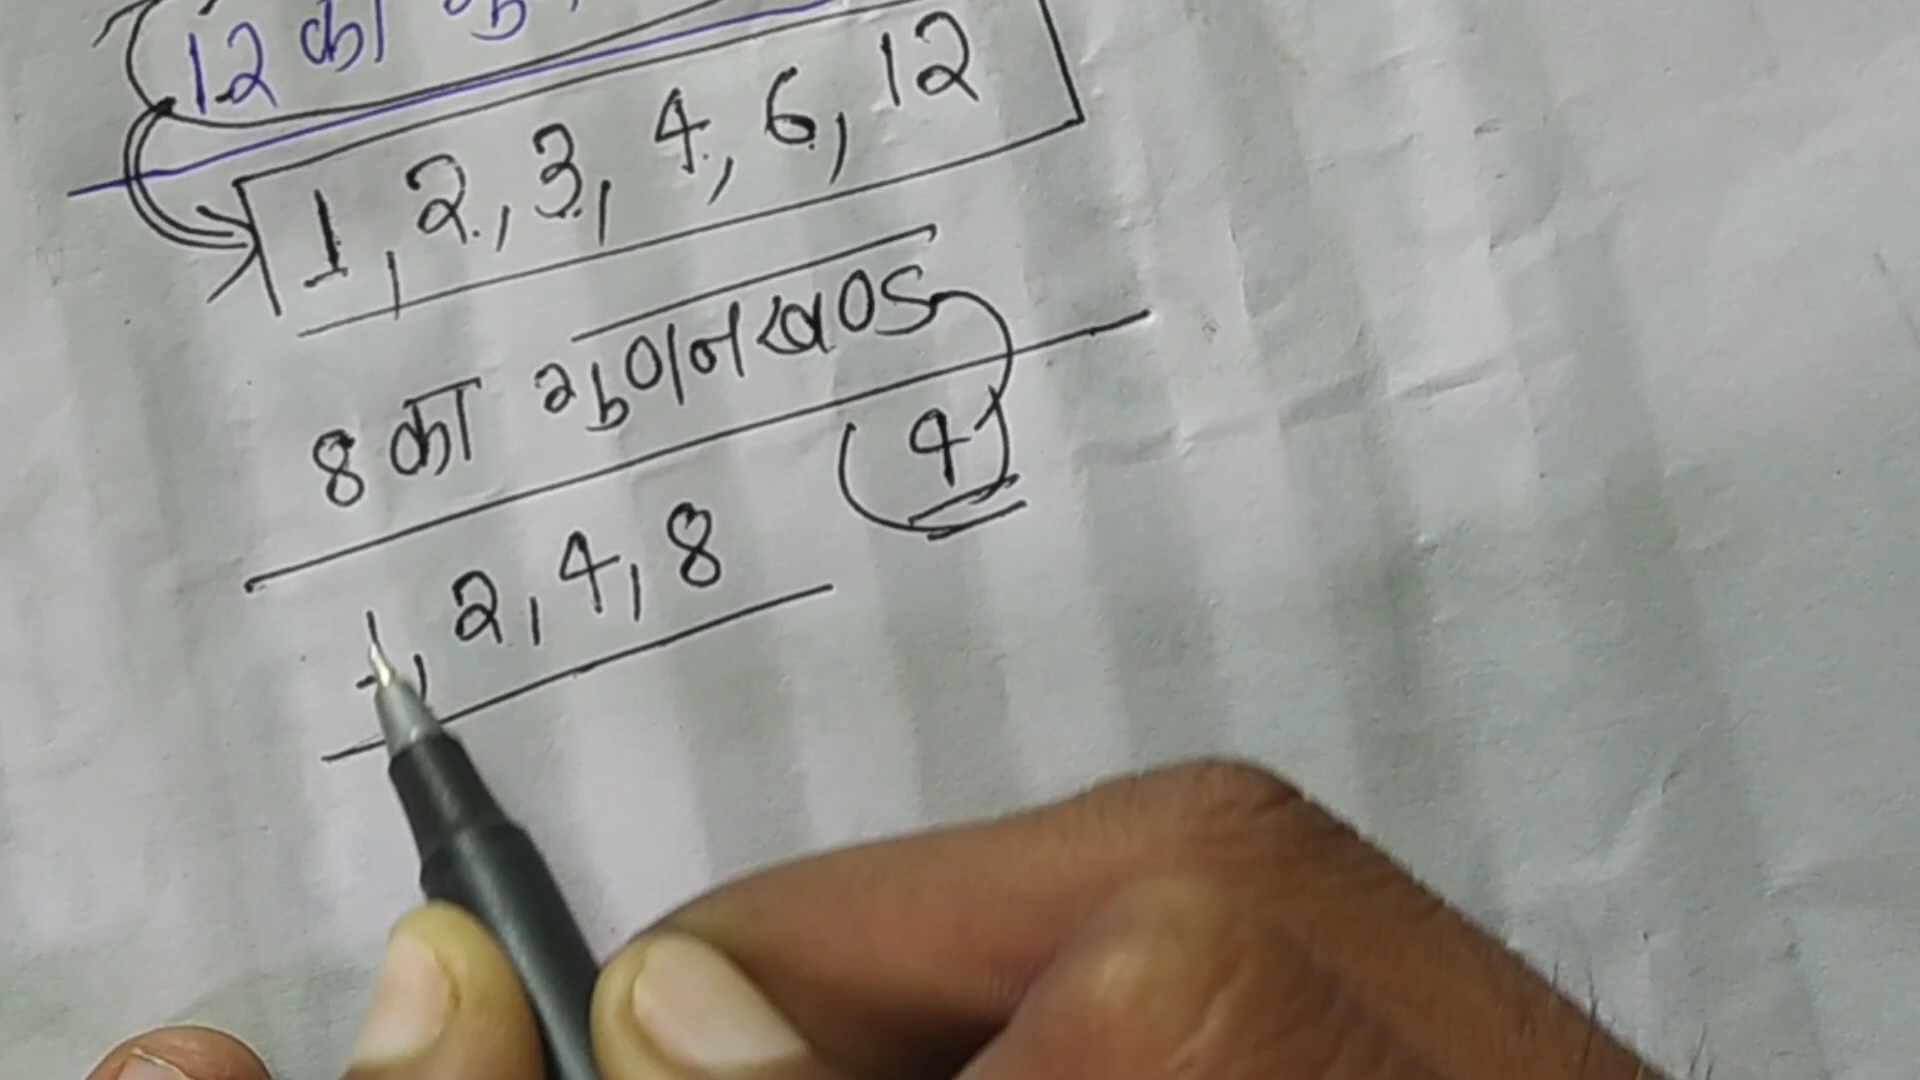 12 का
1, 2, 3, 4, 6, 12
8 का गुणनखण्ड
4
1, 2, 4, 8